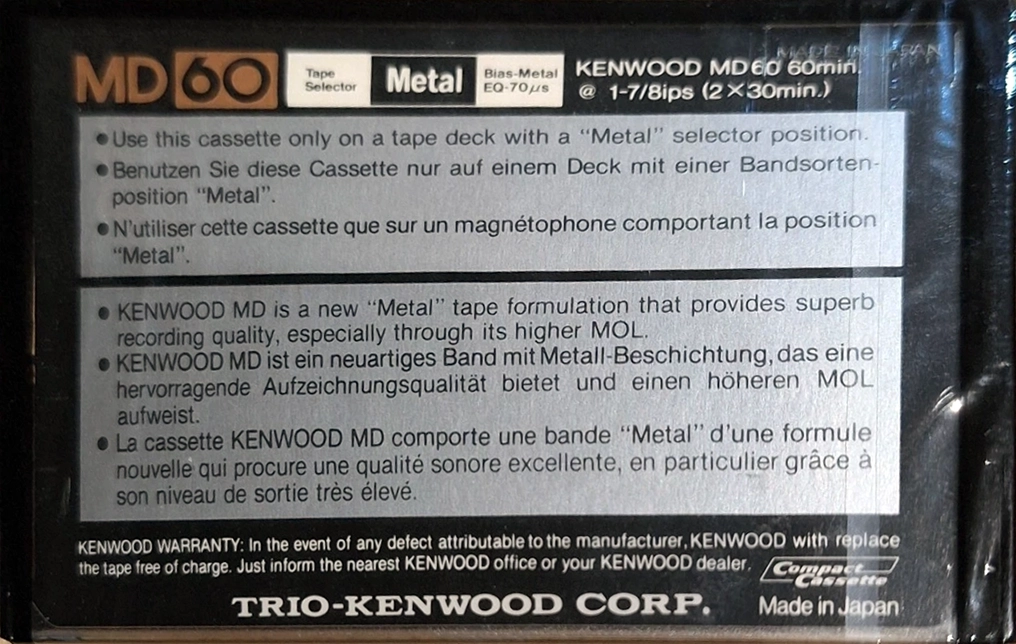 MADE IN JAPAN
MD 60 Tape Selector Metal Bias-Metal EQ-70μs
KENWOOD MD60 60min.
@ 1-7/8ips (2×30min.)
• Use this cassette only on a tape deck with a “Metal” selector position.
• Benutzen Sie diese Cassette nur auf einem Deck mit einer Bandsorten-
position “Metal”.
• N'utiliser cette cassette que sur un magnétophone comportant la position
“Metal”.
• KENWOOD MD is a new “Metal” tape formulation that provides superb
recording quality, especially through its higher MOL.
• KENWOOD MD ist ein neuartiges Band mit Metall-Beschichtung, das eine
hervorragende Aufzeichnungsqualität bietet und einen höheren MOL
aufweist.
• La cassette KENWOOD MD comporte une bande “Metal” d'une formule
nouvelle qui procure une qualité sonore excellente, en particulier grâce à
son niveau de sortie très élevé.
KENWOOD WARRANTY: In the event of any defect attributable to the manufacturer, KENWOOD with replace
the tape free of charge. Just inform the nearest KENWOOD office or your KENWOOD dealer.
Compact
Cassette
TRIO-KENWOOD CORP.
Made in Japan